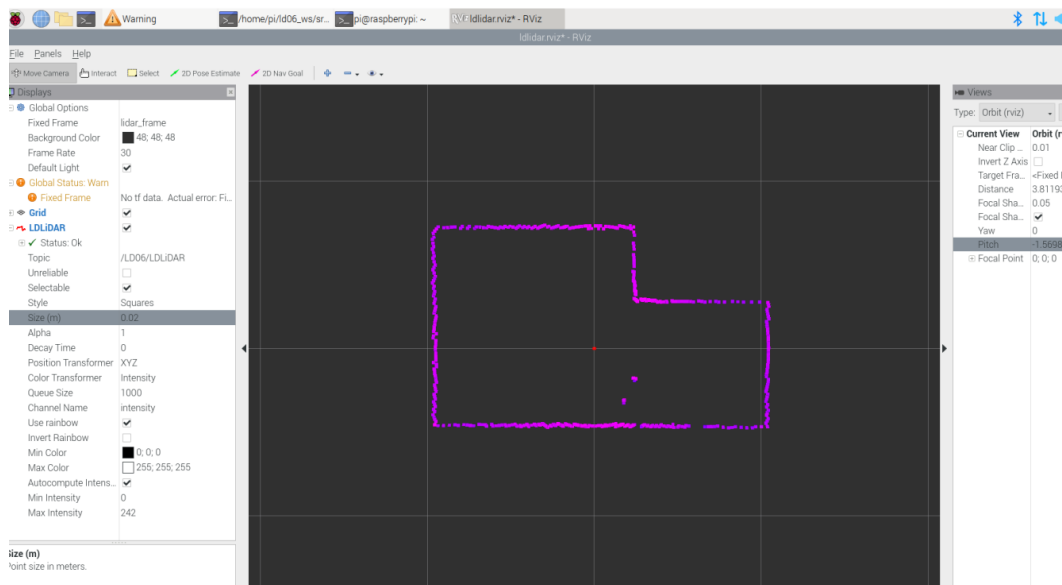 Warning
/home/pi/ld06_ws/sr...
pi@raspberrypi: ~
ldlidar.rviz* - RViz
ldlidar.rviz* - RViz
File Panels Help
Move Camera Interact Select 2D Pose Estimate 2D Nav Goal
Displays
Global Options
Fixed Frame lidar_frame
Background Color 48; 48; 48
Frame Rate 30
Default Light
Global Status: Warn
Fixed Frame No tf data. Actual error: Fi...
Grid
LDLiDAR
Status: Ok
Topic /LD06/LDLiDAR
Unreliable
Selectable
Style Squares
Size (m) 0.02
Alpha 1
Decay Time 0
Position Transformer XYZ
Color Transformer Intensity
Queue Size 1000
Channel Name intensity
Use rainbow
Invert Rainbow
Min Color 0; 0; 0
Max Color 255; 255; 255
Autocompute Intens...
Min Intensity 0
Max Intensity 242
Size (m)
Point size in meters.
Views
Type: Orbit (rviz)
Current View Orbit (r
Near Clip ... 0.01
Invert Z Axis
Target Fra... <Fixed
Distance 3.8119
Focal Sha... 0.05
Focal Sha...
Yaw 0
Pitch -1.5698
Focal Point 0; 0; 0